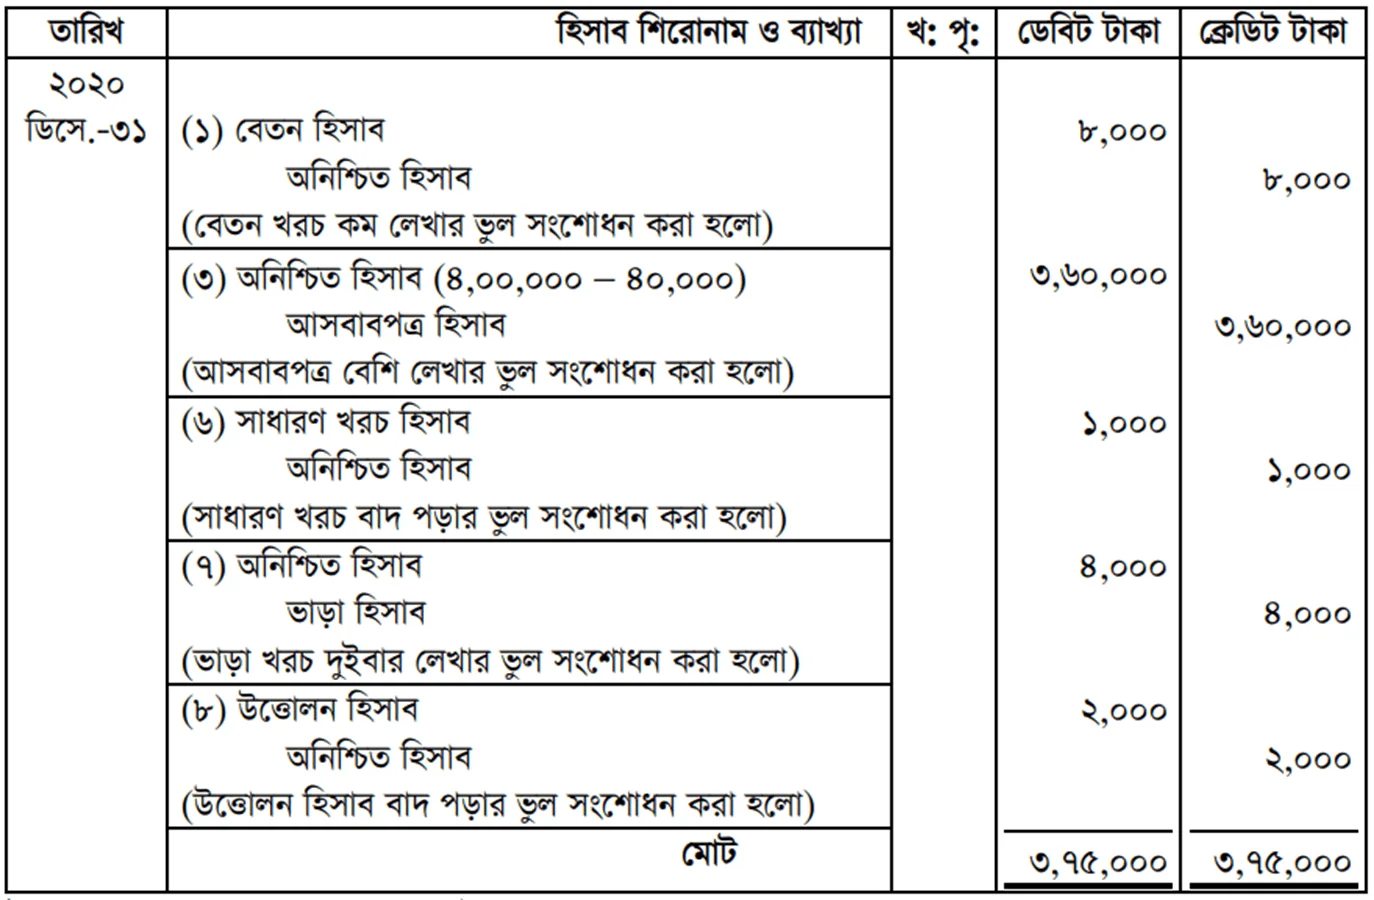 তারিখ হিসাব শিরোনাম ও ব্যাখ্যা খ: পৃ: ডেবিট টাকা ক্রেডিট টাকা
২০২০
ডিসে.-৩১ (১) বেতন হিসাব ৮,০০০
অনিশ্চিত হিসাব ৮,০০০
(বেতন খরচ কম লেখার ভুল সংশোধন করা হলো)
(৩) অনিশ্চিত হিসাব (৪,০০,০০০ – ৪০,০০০) ৩,৬০,০০০
আসবাবপত্র হিসাব ৩,৬০,০০০
(আসবাবপত্র বেশি লেখার ভুল সংশোধন করা হলো)
(৬) সাধারণ খরচ হিসাব ১,০০০
অনিশ্চিত হিসাব ১,০০০
(সাধারণ খরচ বাদ পড়ার ভুল সংশোধন করা হলো)
(৭) অনিশ্চিত হিসাব ৪,০০০
ভাড়া হিসাব ৪,০০০
(ভাড়া খরচ দুইবার লেখার ভুল সংশোধন করা হলো)
(৮) উত্তোলন হিসাব ২,০০০
অনিশ্চিত হিসাব ২,০০০
(উত্তোলন হিসাব বাদ পড়ার ভুল সংশোধন করা হলো)
মোট ৩,৭৫,০০০ ৩,৭৫,০০০